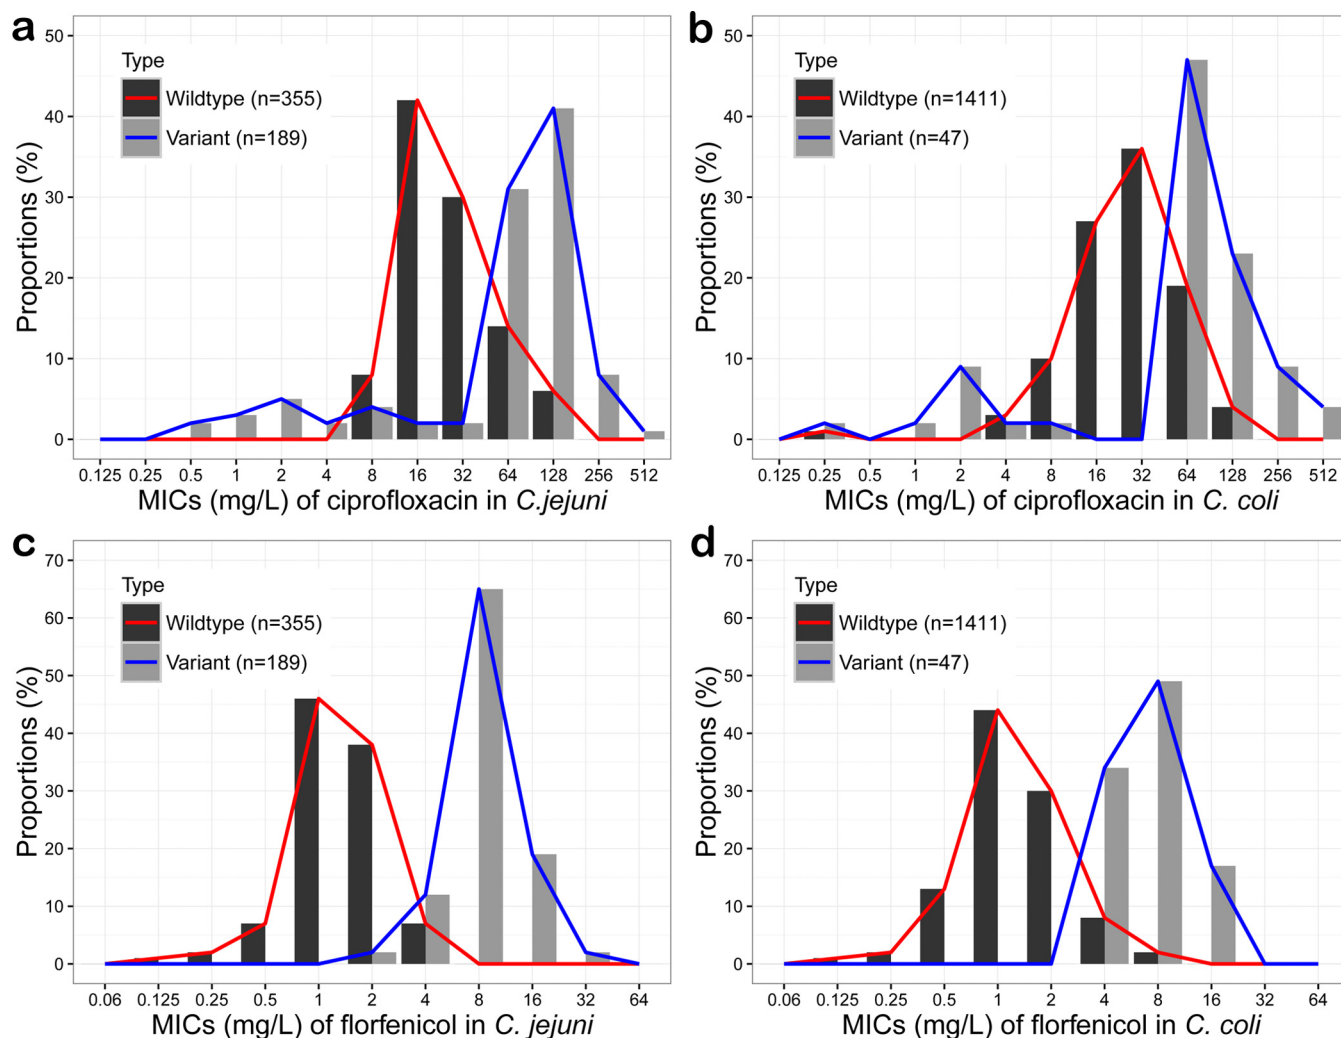 a
50
40
30
20
10
0
Proportions (%)
Type
Wildtype (n=355)
Variant (n=189)
0.125 0.25 0.5 1 2 4 8 16 32 64 128 256 512
MICs (mg/L) of ciprofloxacin in C.jejuni
b
50
40
30
20
10
0
Proportions (%)
Type
Wildtype (n=1411)
Variant (n=47)
0.125 0.25 0.5 1 2 4 8 16 32 64 128 256 512
MICs (mg/L) of ciprofloxacin in C. coli
c
70
60
50
40
30
20
10
0
Proportions (%)
Type
Wildtype (n=355)
Variant (n=189)
0.06 0.125 0.25 0.5 1 2 4 8 16 32 64
MICs (mg/L) of florfenicol in C. jejuni
d
70
60
50
40
30
20
10
0
Proportions (%)
Type
Wildtype (n=1411)
Variant (n=47)
0.06 0.125 0.25 0.5 1 2 4 8 16 32 64
MICs (mg/L) of florfenicol in C. coli